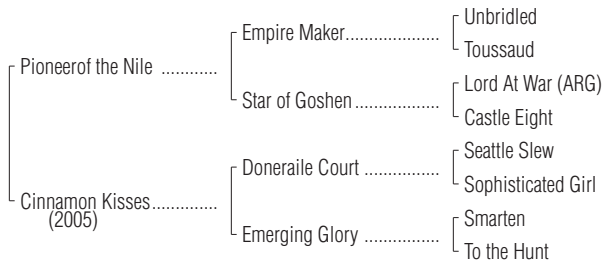 Unbridled
Empire Maker....................
Toussaud
Pioneerof the Nile ............
Lord At War (ARG)
Star of Goshen ..................
Castle Eight
Seattle Slew
Doneraile Court ................
Sophisticated Girl
Cinnamon Kisses..............
(2005)
Smarten
Emerging Glory ................
To the Hunt